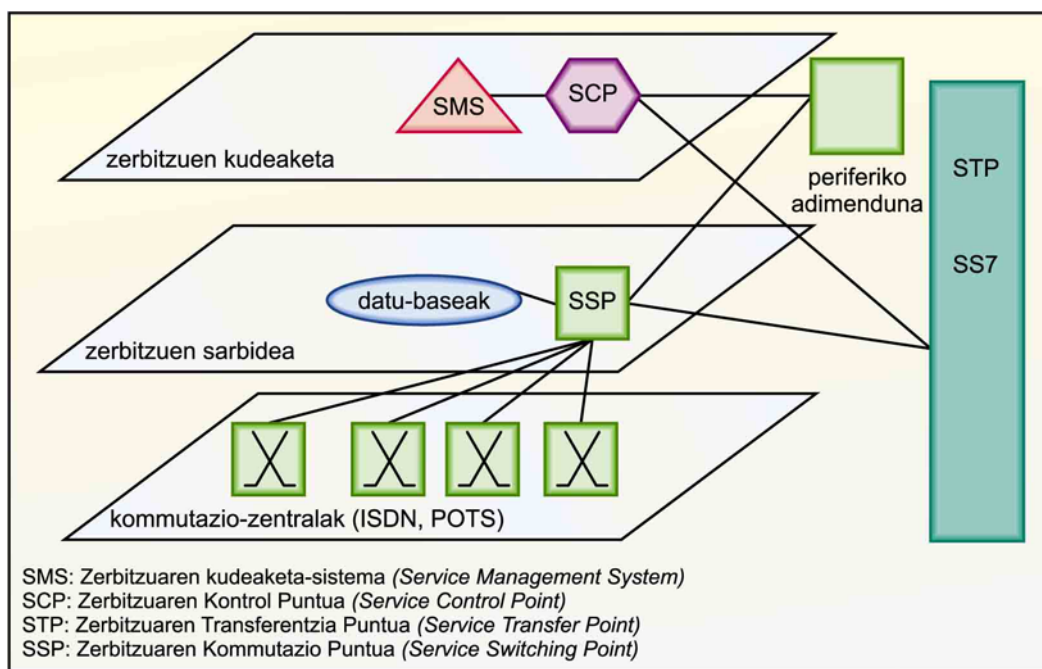 SMS
SCP
zerbitzuen kudeaketa
periferiko
adimenduna
STP
SS7
datu-baseak
SSP
zerbitzuen sarbidea
kommutazio-zentralak (ISDN, POTS)
SMS: Zerbitzuaren kudeaketa-sistema (Service Management System)
SCP: Zerbitzuaren Kontrol Puntua (Service Control Point)
STP: Zerbitzuaren Transferentzia Puntua (Service Transfer Point)
SSP: Zerbitzuaren Kommutazio Puntua (Service Switching Point)